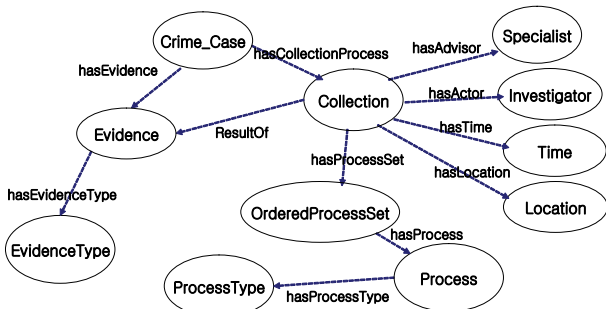 Specialist
Crime_Case
hasAdvisor
hasCollectionProcess
hasEvidence
hasActor
Investigator
Collection
hasTime
Evidence
ResultOf
Time
hasProcessSet
hasLocation
hasEvidenceType
OrderedProcessSet
Location
hasProcess
EvidenceType
Process
ProcessType
hasProcessType